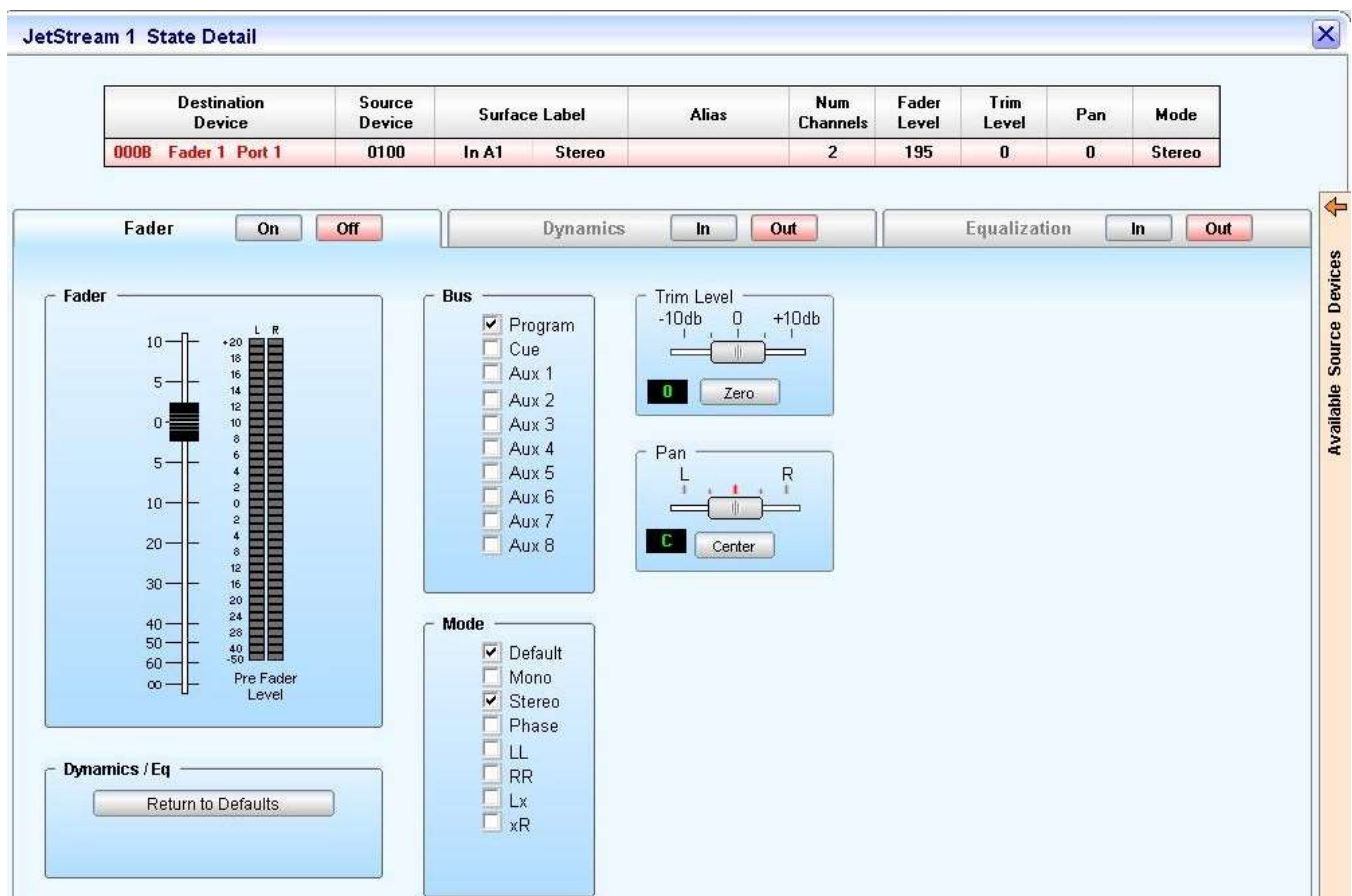 JetStream 1 State Detail
Destination Device
Source Device
Surface Label
Alias
Num Channels
Fader Level
Trim Level
Pan
Mode
000B Fader 1 Port 1
0100
In A1
Stereo
2
195
0
0
Stereo
Fader
On
Off
Dynamics
In
Out
Equalization
In
Out
Available Source Devices
Fader
10
5
0
5
10
20
30
40
50
60
∞
L R
+20
18
16
14
12
10
8
6
4
2
0
2
4
8
12
16
20
24
28
40
-50
Pre Fader
Level
Dynamics / Eq
Return to Defaults
Bus
Program
Cue
Aux 1
Aux 2
Aux 3
Aux 4
Aux 5
Aux 6
Aux 7
Aux 8
Mode
Default
Mono
Stereo
Phase
LL
RR
Lx
xR
Trim Level
-10db 0 +10db
0
Zero
Pan
L R
C
Center